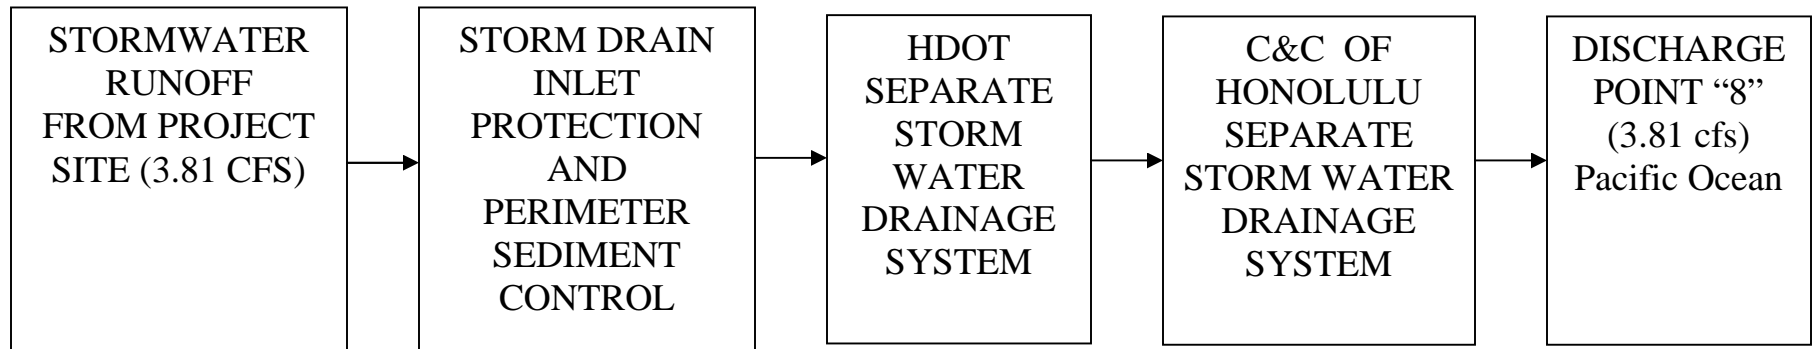 STORMWATER
RUNOFF
FROM PROJECT
SITE (3.81 CFS)
STORM DRAIN
INLET
PROTECTION
AND
PERIMETER
SEDIMENT
CONTROL
HDOT
SEPARATE
STORM
WATER
DRAINAGE
SYSTEM
C&C OF
HONOLULU
SEPARATE
STORM WATER
DRAINAGE
SYSTEM
DISCHARGE
POINT “8”
(3.81 cfs)
Pacific Ocean